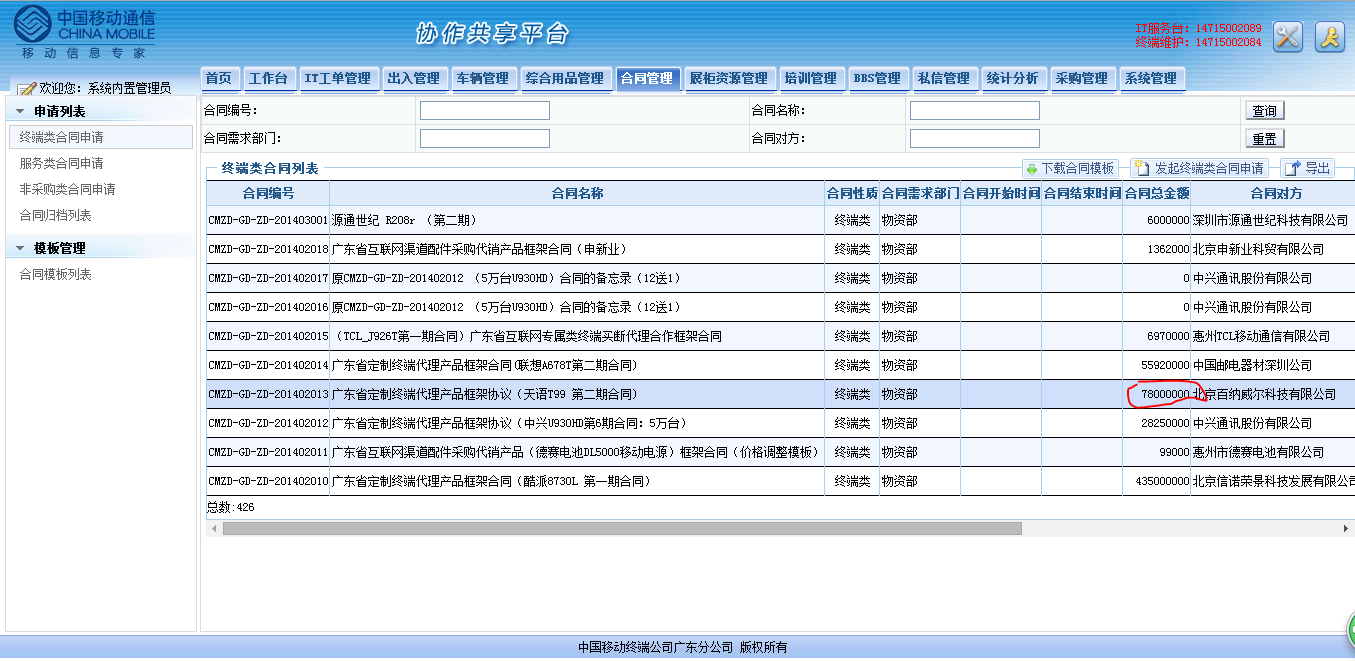 中国移动通信
CHINA MOBILE
移动信息专家
协作共享平台
IT服务台: 14715002089
终端维护: 14715002084
欢迎您: 系统内置管理员
首页 工作台 IT工单管理 出入管理 车辆管理 综合用品管理 合同管理 展柜资源管理 培训管理 BBS管理 私信管理 统计分析 采购管理 系统管理
申请列表
终端类合同申请
服务类合同申请
非采购类合同申请
合同归档列表
模板管理
合同模板列表
合同编号: 合同名称: 查询
合同需求部门: 合同对方: 重置
终端类合同列表 下载合同模板 发起终端类合同申请 导出
合同编号 合同名称 合同性质 合同需求部门 合同开始时间 合同结束时间 合同总金额 合同对方
CMZD-GD-ZD-201403001 源通世纪 R208r （第二期） 终端类 物资部 6000000 深圳市源通世纪科技有限公司
CMZD-GD-ZD-201402018 广东省互联网渠道配件采购代销产品框架合同（申新业） 终端类 物资部 1362000 北京申新业科贸有限公司
CMZD-GD-ZD-201402017 原CMZD-GD-ZD-201402012 （5万台U930HD）合同的备忘录（12送1） 终端类 物资部 0 中兴通讯股份有限公司
CMZD-GD-ZD-201402016 原CMZD-GD-ZD-201402012 （5万台U930HD）合同的备忘录（12送1） 终端类 物资部 0 中兴通讯股份有限公司
CMZD-GD-ZD-201402015 （TCL_J926T第一期合同）广东省互联网专属类终端买断代理合作框架合同 终端类 物资部 6970000 惠州TCL移动通信有限公司
CMZD-GD-ZD-201402014 广东省定制终端代理产品框架合同(联想A678T第二期合同) 终端类 物资部 55920000 中国邮电器材深圳公司
CMZD-GD-ZD-201402013 广东省定制终端代理产品框架协议（天语T99 第二期合同） 终端类 物资部 78000000 北京百纳威尔科技有限公司
CMZD-GD-ZD-201402012 广东省定制终端代理产品框架协议（中兴U930HD第6期合同: 5万台） 终端类 物资部 28250000 中兴通讯股份有限公司
CMZD-GD-ZD-201402011 广东省互联网渠道配件采购代销产品（德赛电池DL5000移动电源）框架合同（价格调整模板） 终端类 物资部 99000 惠州市德赛电池有限公司
CMZD-GD-ZD-201402010 广东省定制终端代理产品框架合同（酷派8730L 第一期合同） 终端类 物资部 435000000 北京信诺荣景科技发展有限公司
总数:426
中国移动终端公司广东分公司 版权所有